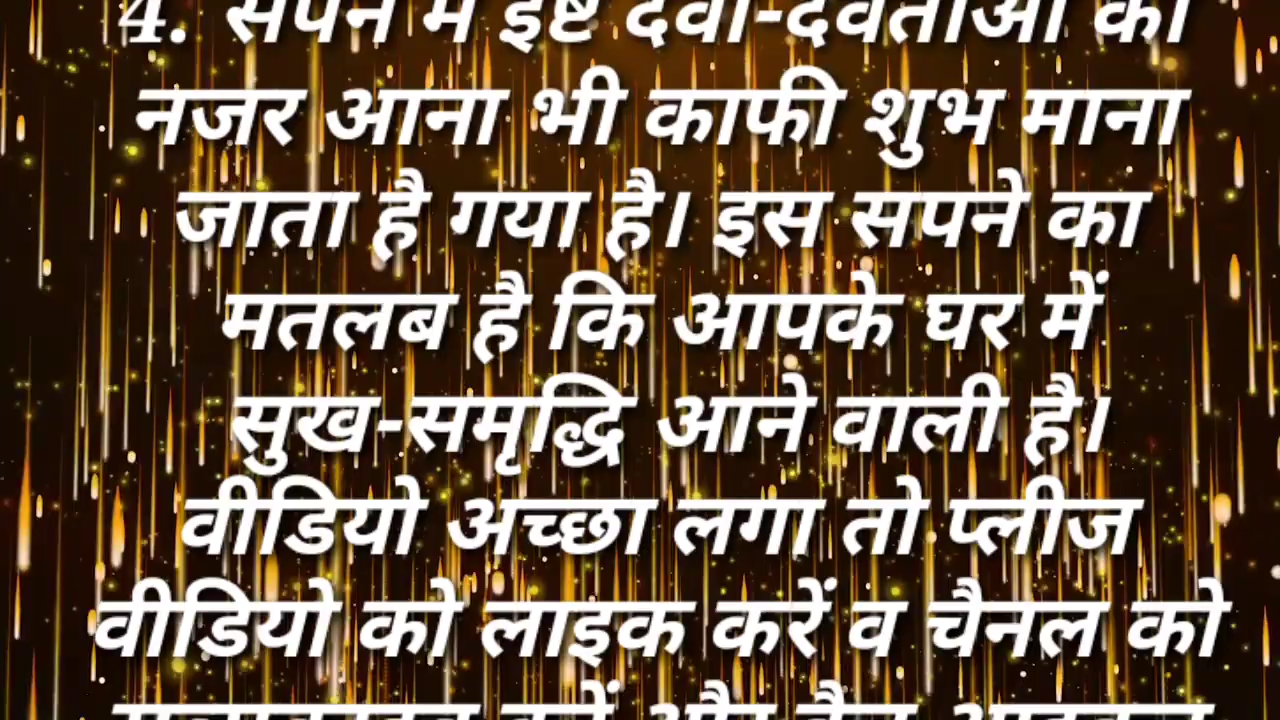 4. सपने में इष्ट देवी-देवताओं का
नजर आना भी काफी शुभ माना
जाता है गया है। इस सपने का
मतलब है कि आपके घर में
सुख-समृद्धि आने वाली है।
वीडियो अच्छा लगा तो प्लीज
वीडियो को लाइक करें व चैनल को